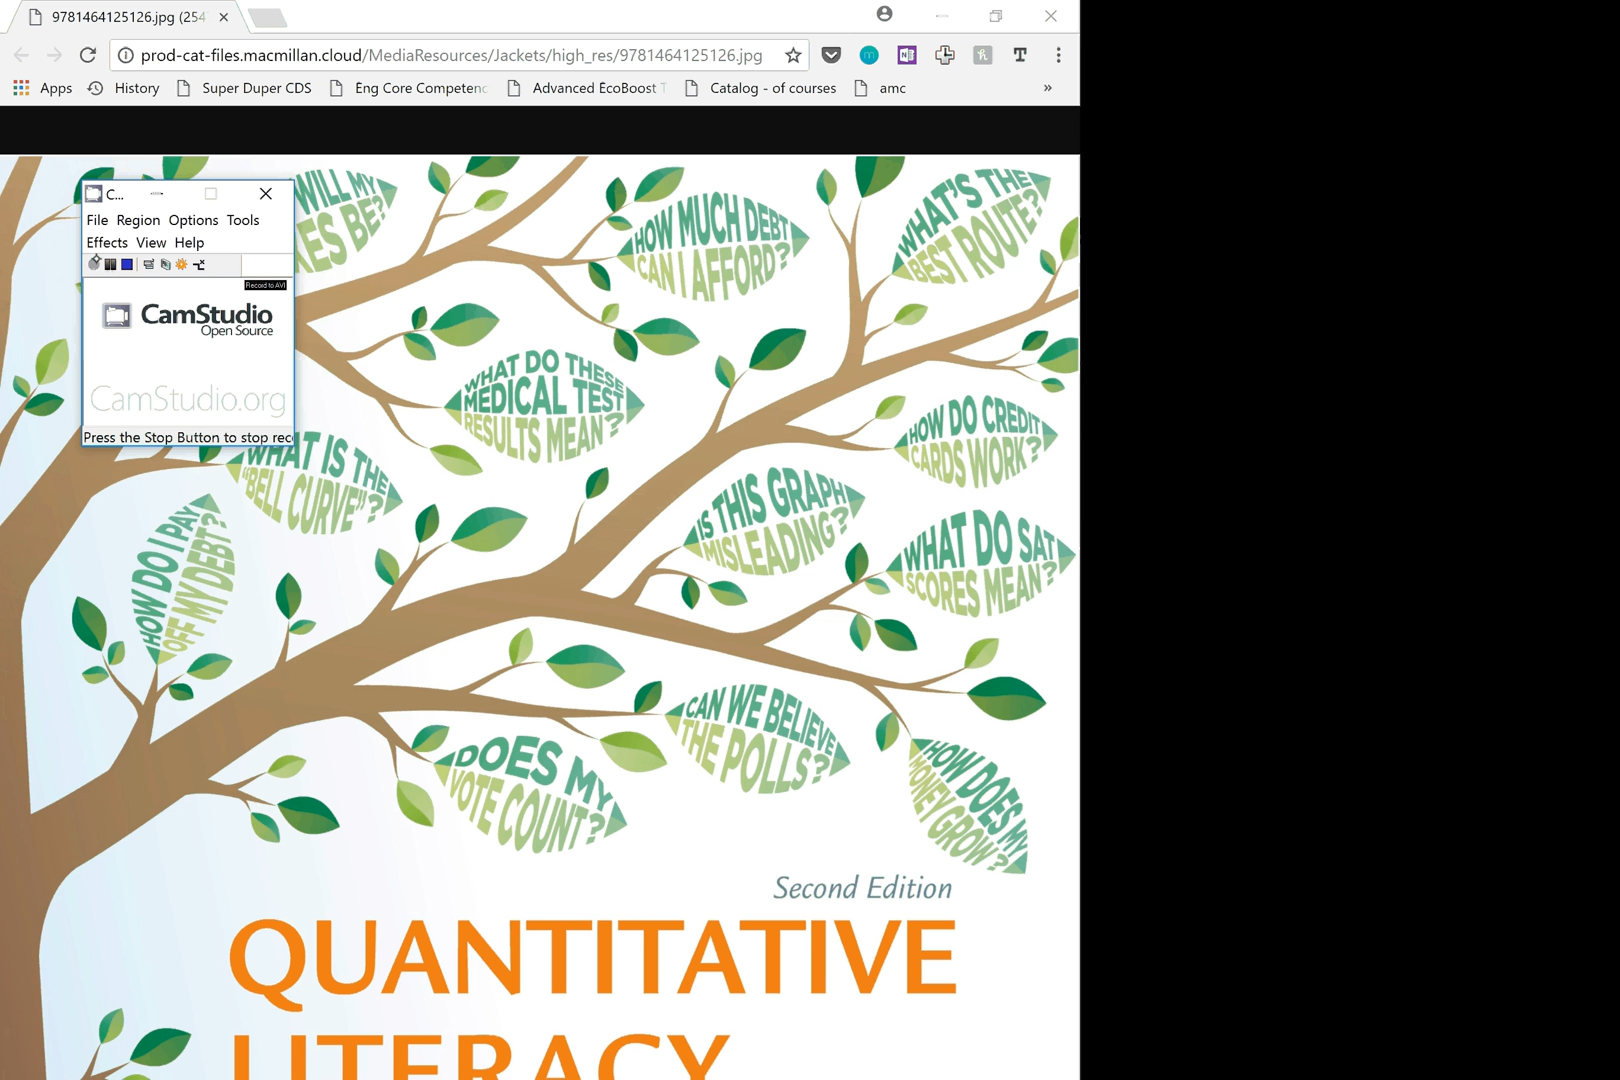 9781464125126.jpg (254
prod-cat-files.macmillan.cloud/MediaResources/Jackets/high_res/9781464125126.jpg
Apps History Super Duper CDS Eng Core Competenc Advanced EcoBoost T Catalog - of courses amc »
C...
File Region Options Tools
Effects View Help
Record to AVI
CamStudio
Open Source
CamStudio.org
Press the Stop Button to stop rec
WILL MY
ES BE?
HOW MUCH DEBT
CAN I AFFORD?
WHAT'S THE
BEST ROUTE?
WHAT DO THESE
MEDICAL TEST
RESULTS MEAN?
HOW DO CREDIT
CARDS WORK?
WHAT IS THE
"BELL CURVE"?
IS THIS GRAPH
MISLEADING?
HOW DO I PAY
OFF MY DEBT?
WHAT DO SAT
SCORES MEAN?
CAN WE BELIEVE
THE POLLS?
DOES MY
VOTE COUNT?
HOW DOES MY
MONEY GROW?
Second Edition
QUANTITATIVE
LITERACY